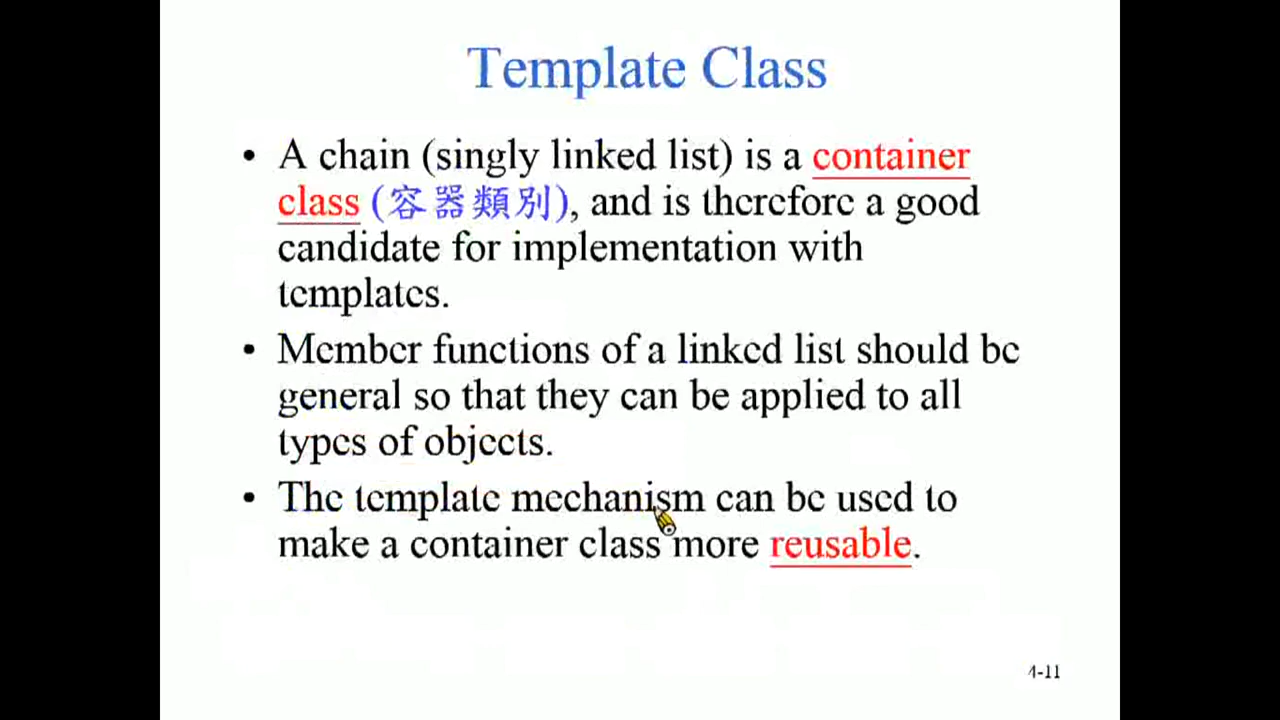 Template Class
• A chain (singly linked list) is a container
class (容器類別), and is therefore a good
candidate for implementation with
templates.
• Member functions of a linked list should be
general so that they can be applied to all
types of objects.
• The template mechanism can be used to
make a container class more reusable.
4-11